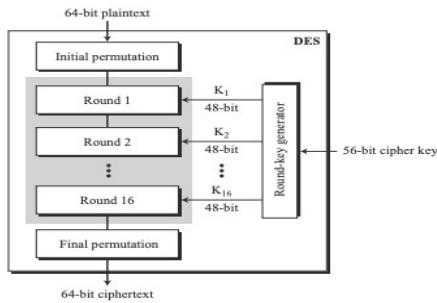 64-bit plaintext
DES
Initial permutation
Round 1
K1
48-bit
Round 2
K2
48-bit
Round 16
K16
48-bit
Round-key generator
56-bit cipher key
Final permutation
64-bit ciphertext